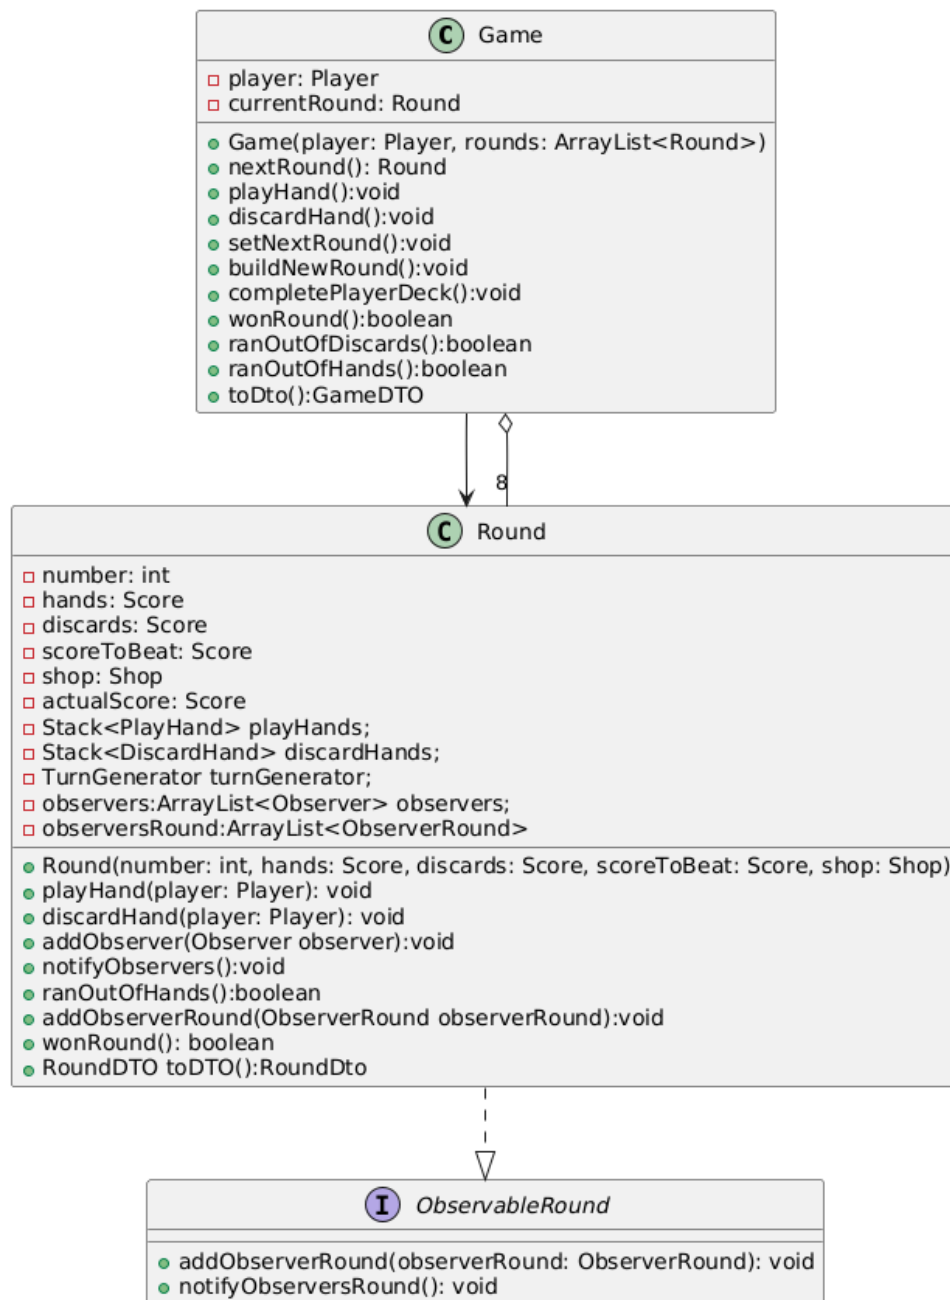 C Game
player: Player
currentRound: Round
Game(player: Player, rounds: ArrayList<Round>)
nextRound(): Round
playHand():void
discardHand():void
setNextRound():void
buildNewRound():void
completePlayerDeck():void
wonRound():boolean
ranOutOfDiscards():boolean
ranOutOfHands():boolean
toDto():GameDTO
8
C Round
number: int
hands: Score
discards: Score
scoreToBeat: Score
shop: Shop
actualScore: Score
Stack<PlayHand> playHands;
Stack<DiscardHand> discardHands;
TurnGenerator turnGenerator;
observers:ArrayList<Observer> observers;
observersRound:ArrayList<ObserverRound>
Round(number: int, hands: Score, discards: Score, scoreToBeat: Score, shop: Shop)
playHand(player: Player): void
discardHand(player: Player): void
addObserver(Observer observer):void
notifyObservers():void
ranOutOfHands():boolean
addObserverRound(ObserverRound observerRound):void
wonRound(): boolean
RoundDTO toDTO():RoundDto
I ObservableRound
addObserverRound(observerRound: ObserverRound): void
notifyObserversRound(): void